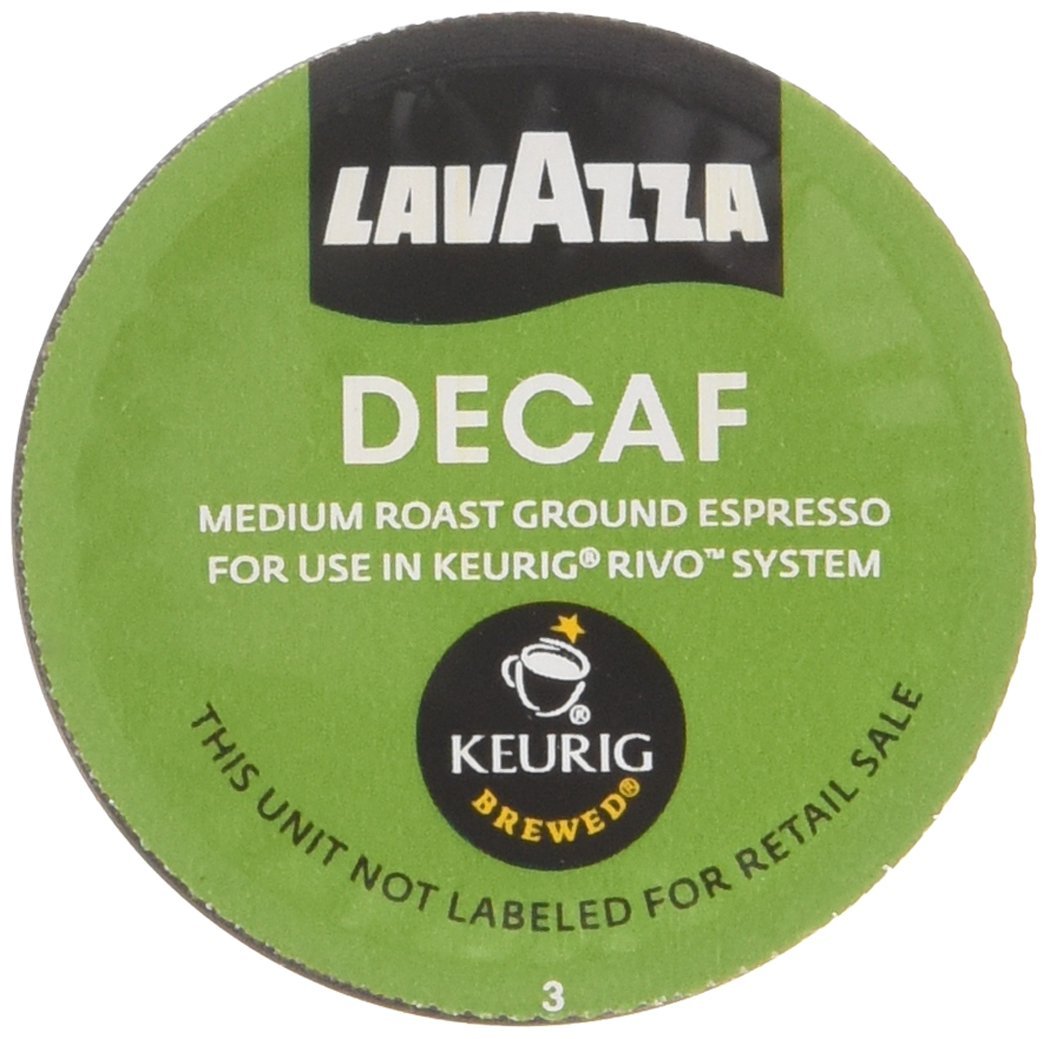 LAVAZZA
DECAF
MEDIUM ROAST GROUND ESPRESSO
FOR USE IN KEURIG® RIVO™ SYSTEM
®
KEURIG
BREWED®
THIS UNIT NOT LABELED FOR RETAIL SALE
3